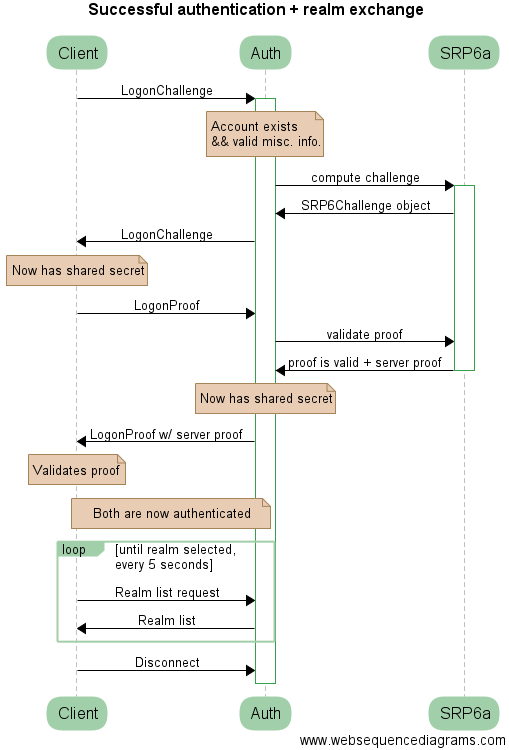 Successful authentication + realm exchange
Client
Auth
SRP6a
LogonChallenge
Account exists
&& valid misc. info.
compute challenge
SRP6Challenge object
LogonChallenge
Now has shared secret
LogonProof
validate proof
proof is valid + server proof
Now has shared secret
LogonProof w/ server proof
Validates proof
Both are now authenticated
loop
[until realm selected,
every 5 seconds]
Realm list request
Realm list
Disconnect
Client
Auth
SRP6a
www.websequencediagrams.com